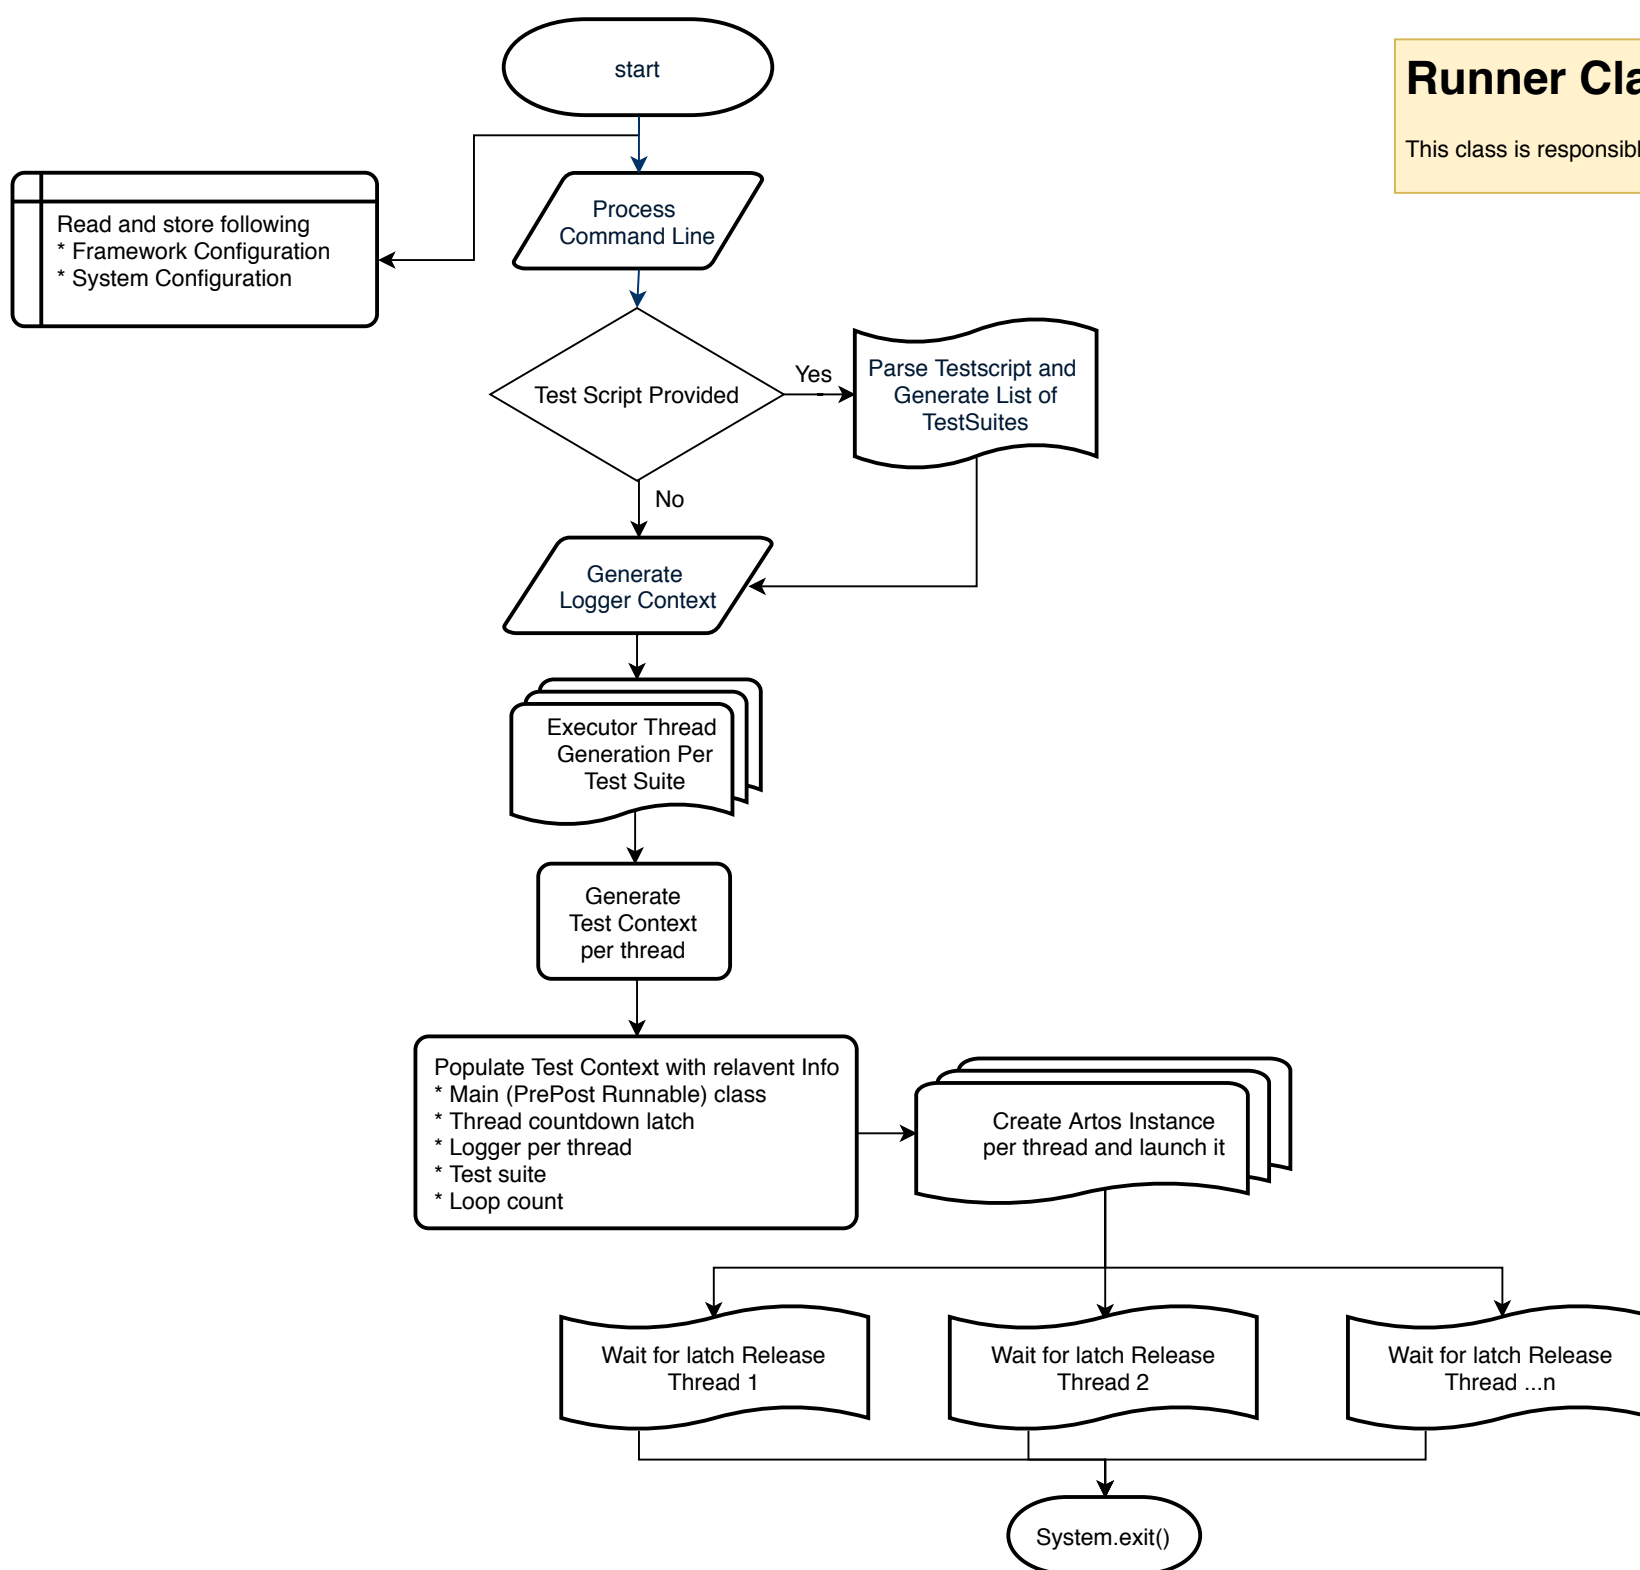 start
Runner Cla
This class is responsibl
Process
Command Line
Read and store following
* Framework Configuration
* System Configuration
Test Script Provided
Yes
Parse Testscript and
Generate List of
TestSuites
No
Generate
Logger Context
Executor Thread
Generation Per
Test Suite
Generate
Test Context
per thread
Populate Test Context with relavent Info
* Main (PrePost Runnable) class
* Thread countdown latch
* Logger per thread
* Test suite
* Loop count
Create Artos Instance
per thread and launch it
Wait for latch Release
Thread 1
Wait for latch Release
Thread 2
Wait for latch Release
Thread ...n
System.exit()